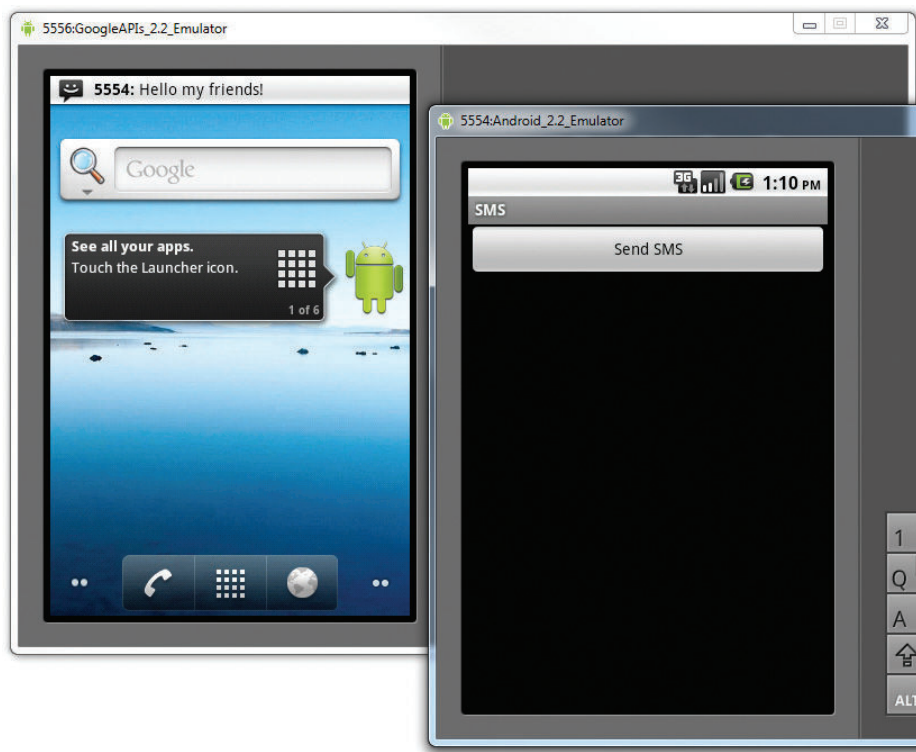 5556:GoogleAPIs_2.2_Emulator
5554: Hello my friends!
Google
See all your apps.
Touch the Launcher icon.
1 of 6
5554:Android_2.2_Emulator
3G
1:10 PM
SMS
Send SMS
1
Q
A
ALT